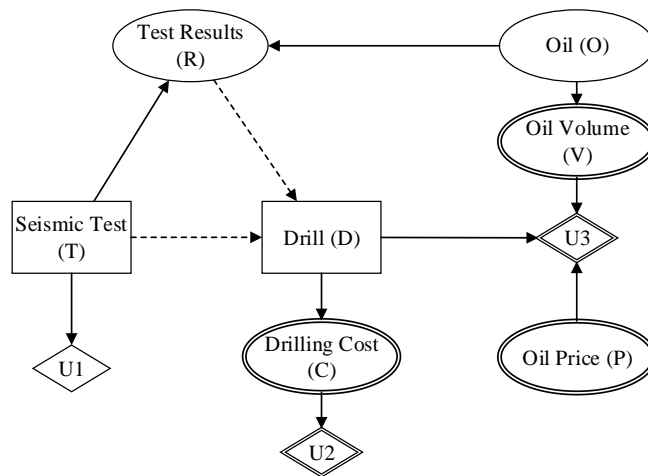 Test Results
(R)
Oil (O)
Oil Volume
(V)
Seismic Test
(T)
Drill (D)
U3
U1
Drilling Cost
(C)
Oil Price (P)
U2